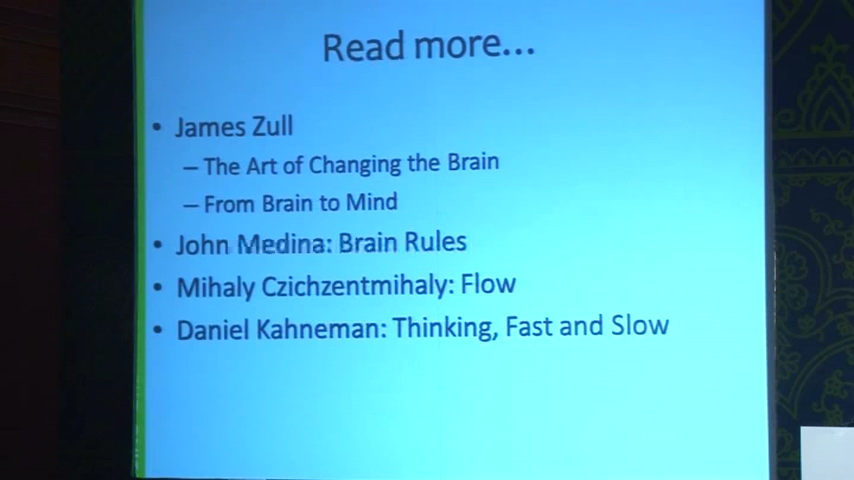 Read more...
• James Zull
– The Art of Changing the Brain
– From Brain to Mind
• John Medina: Brain Rules
• Mihaly Czichzentmihaly: Flow
• Daniel Kahneman: Thinking, Fast and Slow